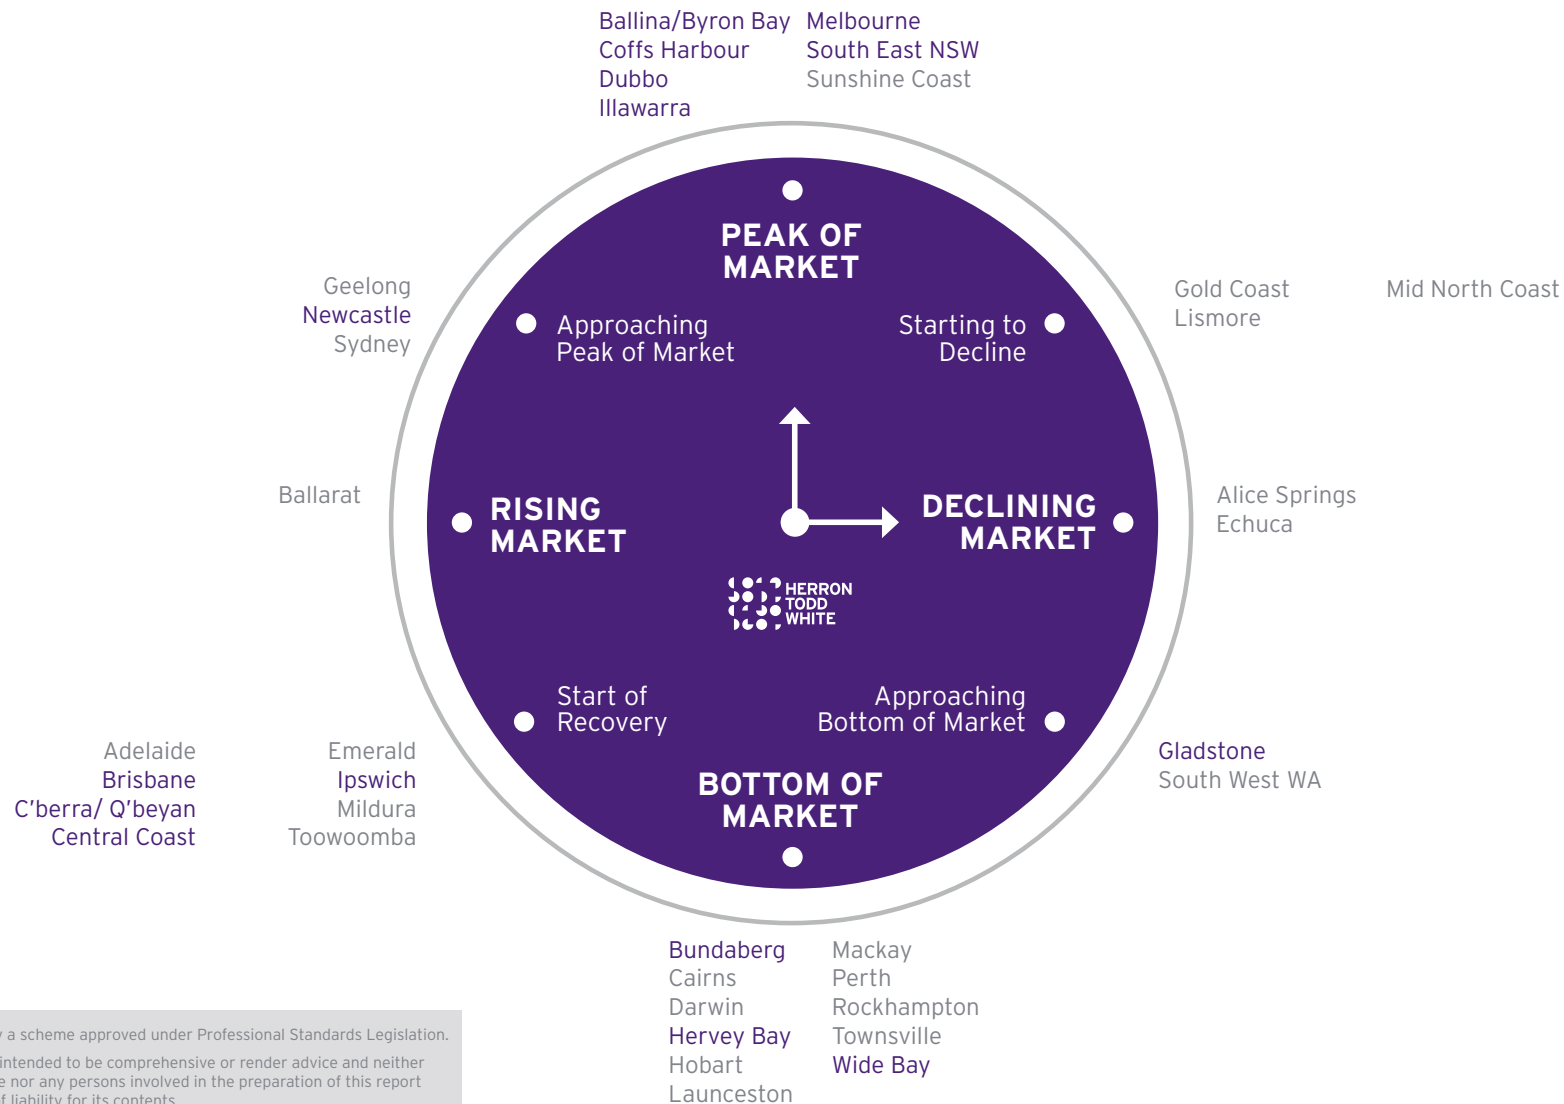 Ballina/Byron Bay
Coffs Harbour
Dubbo
Illawarra
Melbourne
South East NSW
Sunshine Coast
PEAK OF
MARKET
Geelong
Newcastle
Sydney
Approaching
Peak of Market
Starting to
Decline
Gold Coast
Lismore
Mid North Coast
Ballarat
RISING
MARKET
DECLINING
MARKET
Alice Springs
Echuca
HERRON
TODD
WHITE
Start of
Recovery
Approaching
Bottom of Market
Adelaide
Brisbane
C'berra/ Q'beyan
Central Coast
Emerald
Ipswich
Mildura
Toowoomba
Gladstone
South West WA
BOTTOM OF
MARKET
Bundaberg
Cairns
Darwin
Hervey Bay
Hobart
Launceston
Mackay
Perth
Rockhampton
Townsville
Wide Bay
a scheme approved under Professional Standards Legislation.
intended to be comprehensive or render advice and neither
nor any persons involved in the preparation of this report
liability for its contents